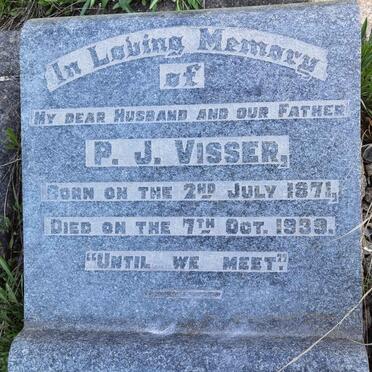 In Loving Memory
of
My dear Husband and our Father
P. J. Visser,
Born on the 2nd July 1871,
Died on the 7th Oct. 1939.
"Until we meet."